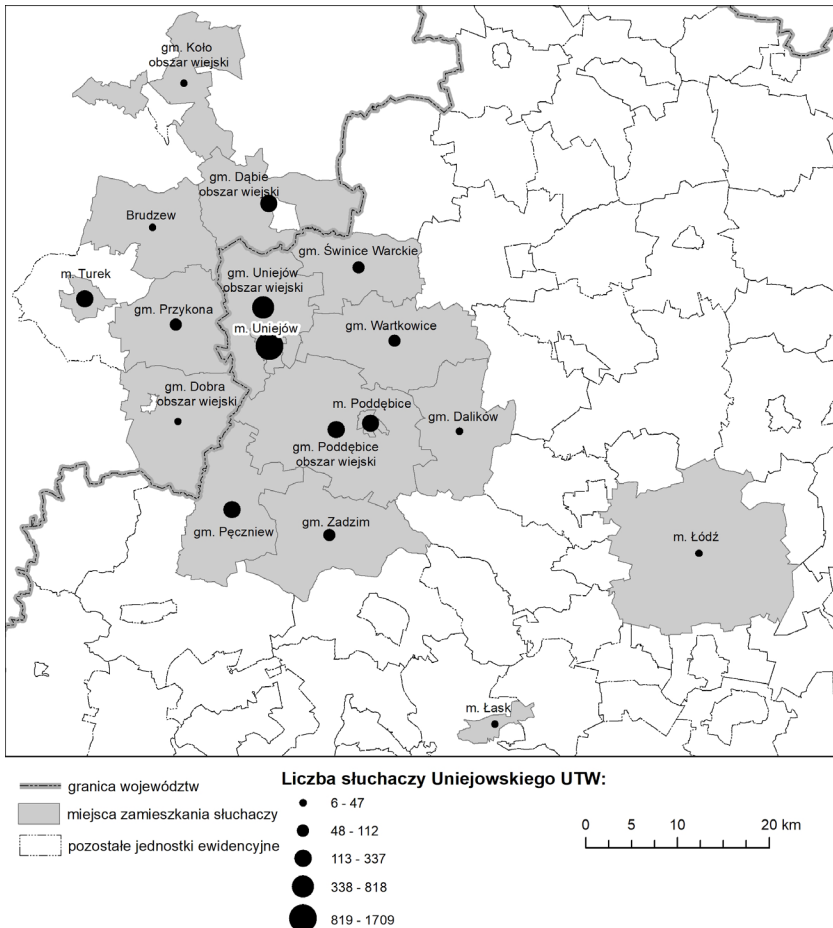 gm. Koło
obszar wiejski
gm. Dąbie
obszar wiejski
Brudzew
gm. Świnice Warckie
m. Turek
gm. Uniejów
obszar wiejski
gm. Przykona
m. Uniejów
gm. Wartkowice
gm. Dobra
obszar wiejski
m. Poddębice
gm. Dalików
gm. Poddębice
obszar wiejski
gm. Pęczniew
gm. Zadzim
m. Łódź
m. Łask
granica województw
miejsca zamieszkania słuchaczy
pozostałe jednostki ewidencyjne
Liczba słuchaczy Uniejowskiego UTW:
6 - 47
48 - 112
113 - 337
338 - 818
819 - 1709
0 5 10 20 km